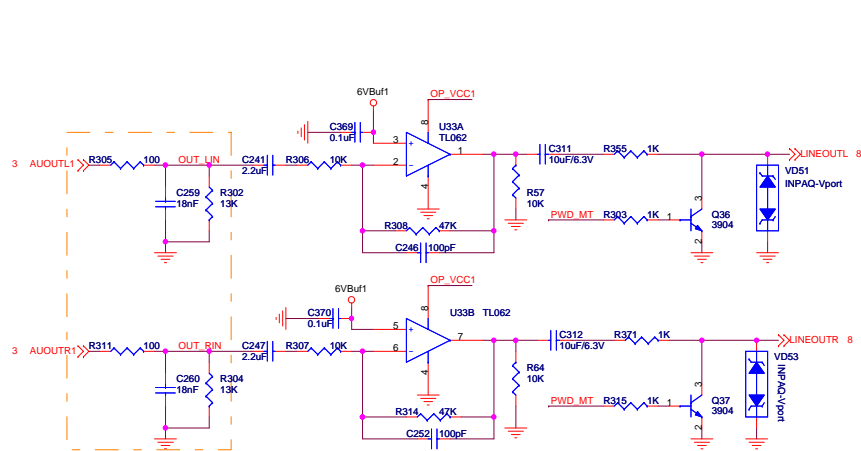 OP_VCC1
6VBuf1
C369
0.1uF
8
U33A
TL062
3
+
2
-
1
4
3 AUOUTL1
R305
100
OUT_LIN
C241
2.2uF
R306
10K
C311
10uF/6.3V
R355
1K
LINEOUTL 8
VD51
INPAQ-Vport
C259
18nF
R302
13K
R57
10K
PWD_MT
R303
1K
1
3
2
Q36
3904
R308
47K
C246
100pF
OP_VCC1
6VBuf1
C370
0.1uF
8
U33B TL062
5
+
6
-
7
4
3 AUOUTR1
R311
100
OUT_RIN
C247
2.2uF
R307
10K
C312
10uF/6.3V
R371
1K
LINEOUTR 8
VD53
INPAQ-Vport
C260
18nF
R304
13K
R64
10K
PWD_MT
R315
1K
1
3
2
Q37
3904
R314
47K
C252
100pF